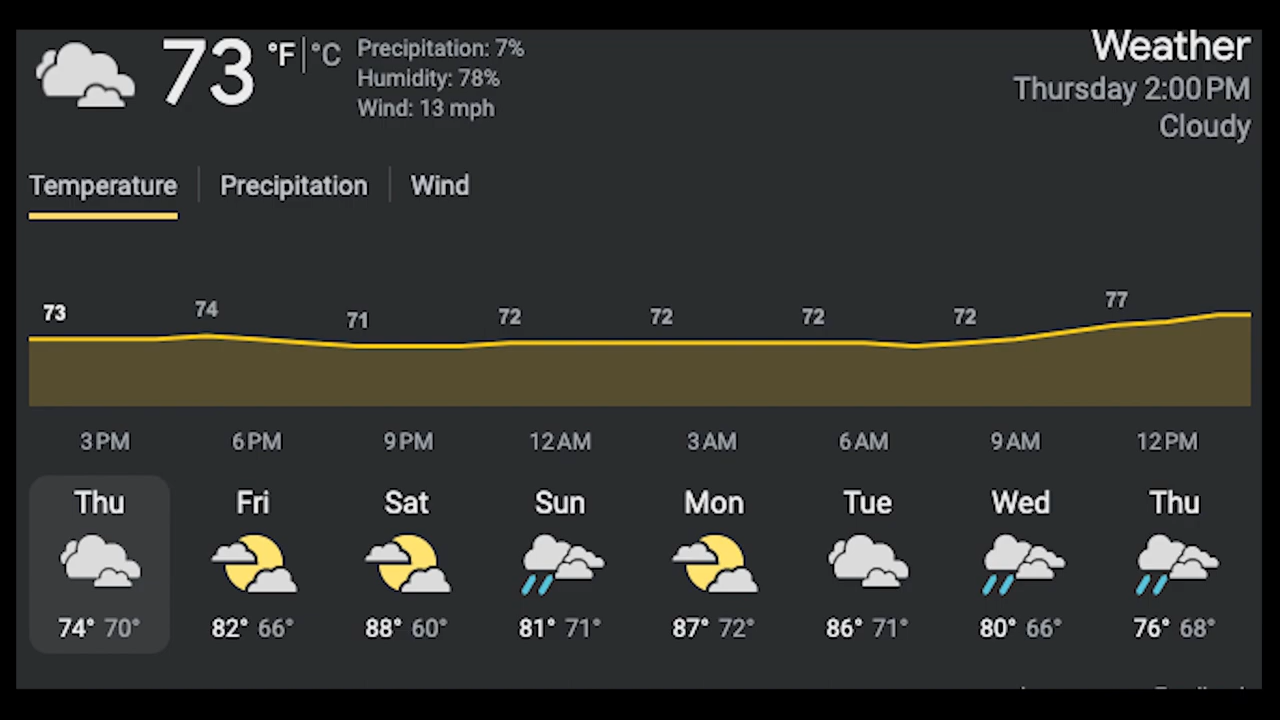 73 °F|°C
Precipitation: 7%
Humidity: 78%
Wind: 13 mph
Weather
Thursday 2:00 PM
Cloudy
Temperature | Precipitation | Wind
73 74 71 72 72 72 72 77
3 PM 6 PM 9 PM 12 AM 3 AM 6 AM 9 AM 12 PM
Thu Fri Sat Sun Mon Tue Wed Thu
74° 70° 82° 66° 88° 60° 81° 71° 87° 72° 86° 71° 80° 66° 76° 68°